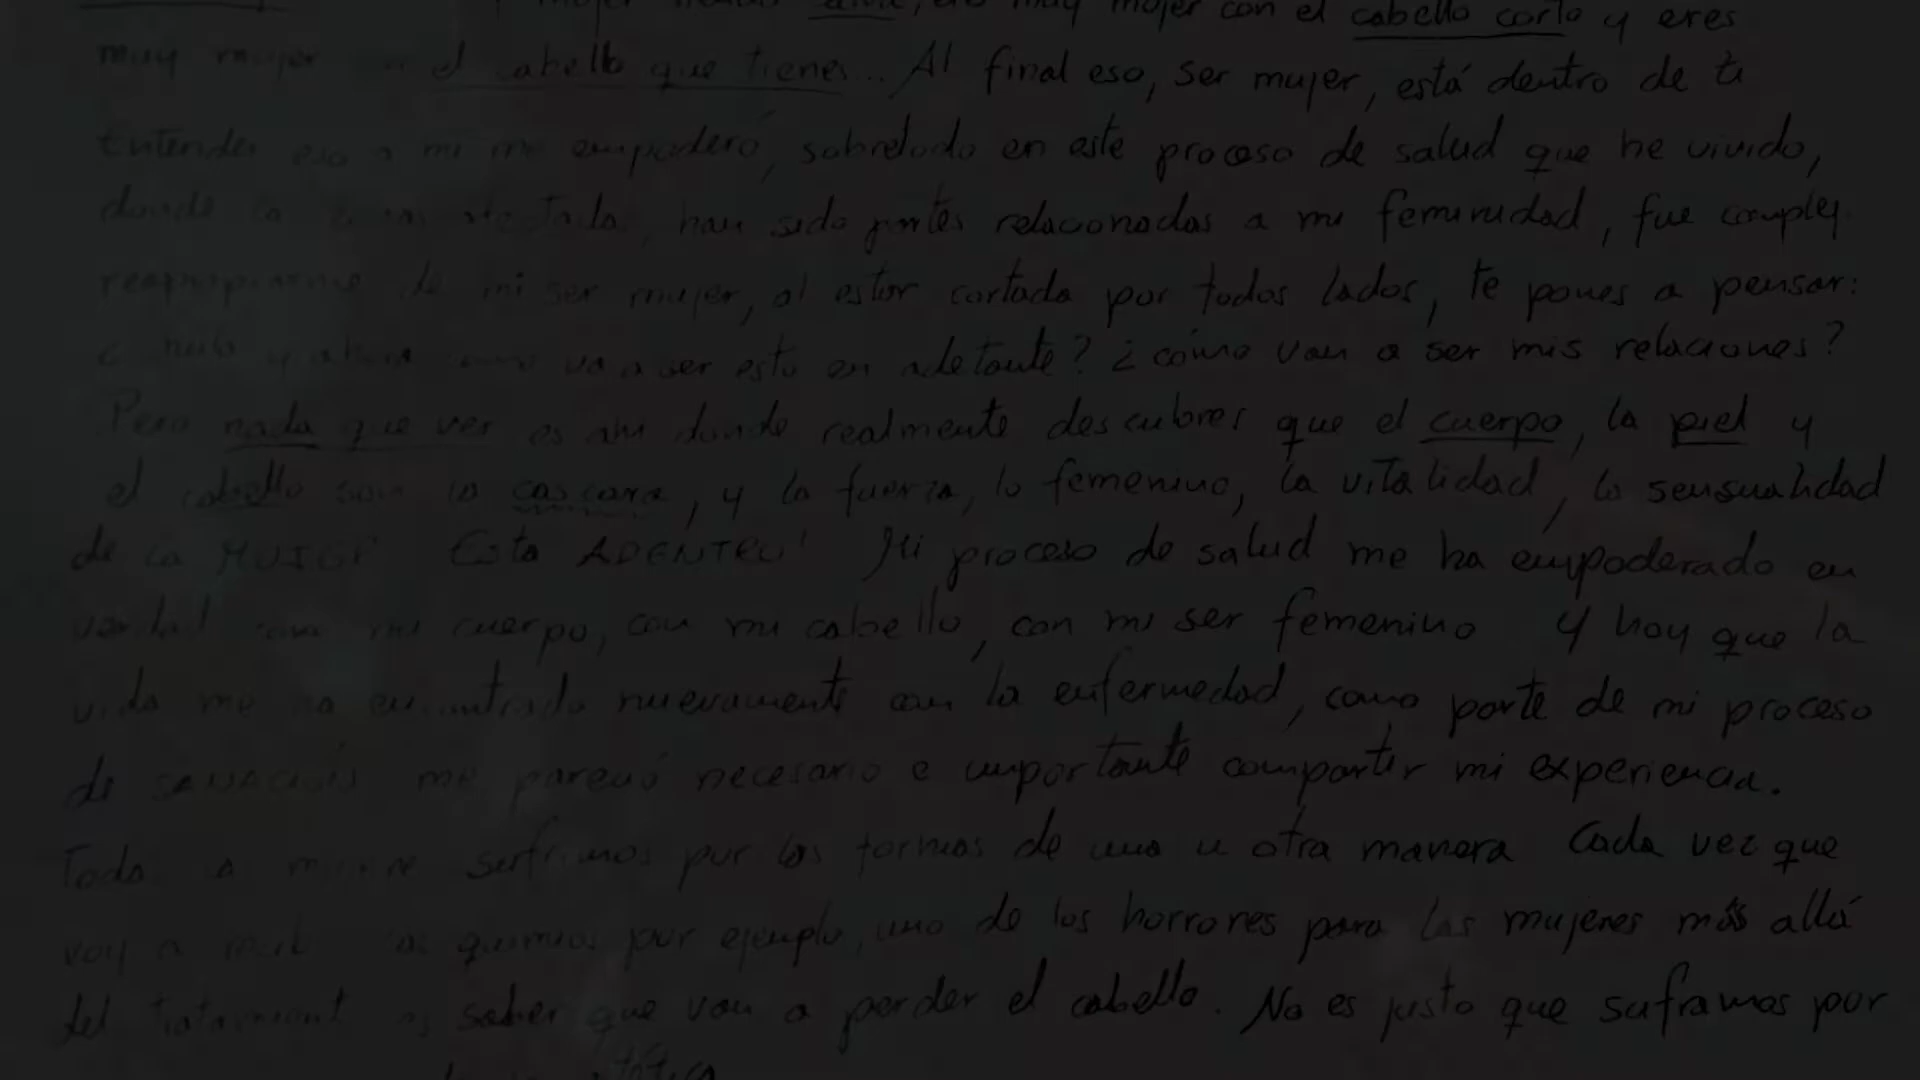 mujer con el cabello corto y eres
muy mujer el cabello que tienes... Al final eso, ser mujer, está dentro de ti
Entender eso a mi me empoderó, sobretodo en este proceso de salud que he vivido,
donde han sido partes relacionadas a mi feminidad, fue
de mi ser mujer, al estar cortada por todos lados, te pones a pensar:
y ahora va a ser esto en adelante? ¿cómo van a ser mis relaciones?
Pero nada que ver es ahí donde realmente descubres que el cuerpo, la piel y
el cabello son la cascara, y la fuerza, lo femenino, la vitalidad, la sensualidad
de la MUJER Está ADENTRO! Mi proceso de salud me ha empoderado en
verdad con mi cuerpo, con mi cabello, con mi ser femenino y hoy que la
vida me ha encontrado nuevamente con la enfermedad, como parte de mi proceso
de me pareció necesario e importante compartir mi experiencia.
Toda sufrimos por las formas de una u otra manera Cada vez que
voy a por ejemplo, uno de los horrores para las mujeres más allá
del saber que van a perder el cabello. No es justo que suframos por